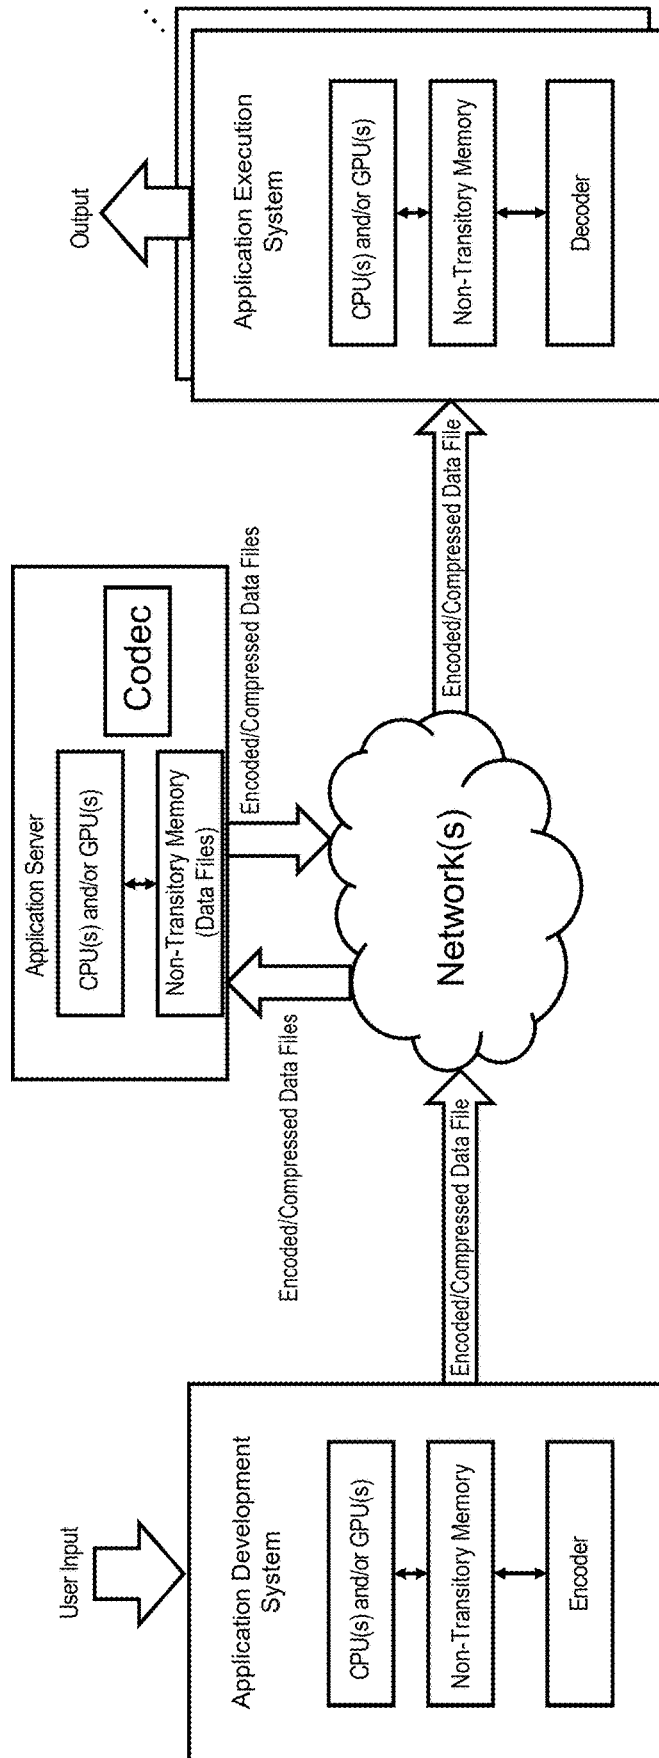 User Input
Application Development
System
CPU(s) and/or GPU(s)
Non-Transitory Memory
Encoder
Encoded/Compressed Data File
Encoded/Compressed Data Files
Application Server
CPU(s) and/or GPU(s)
Non-Transitory Memory
(Data Files)
Codec
Encoded/Compressed Data Files
Network(s)
Encoded/Compressed Data File
Output
Application Execution
System
CPU(s) and/or GPU(s)
Non-Transitory Memory
Decoder